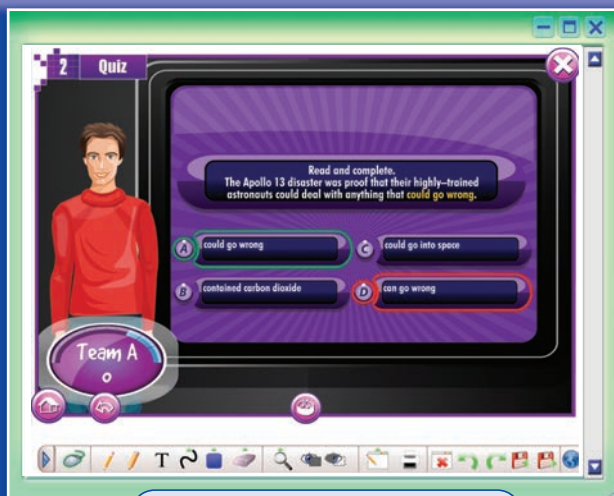 2 Quiz
Read and complete.
The Apollo 13 disaster was proof that their highly–trained
astronauts could deal with anything that could go wrong.
A could go wrong
C could go into space
B contained carbon dioxide
D can go wrong
Team A
0
T